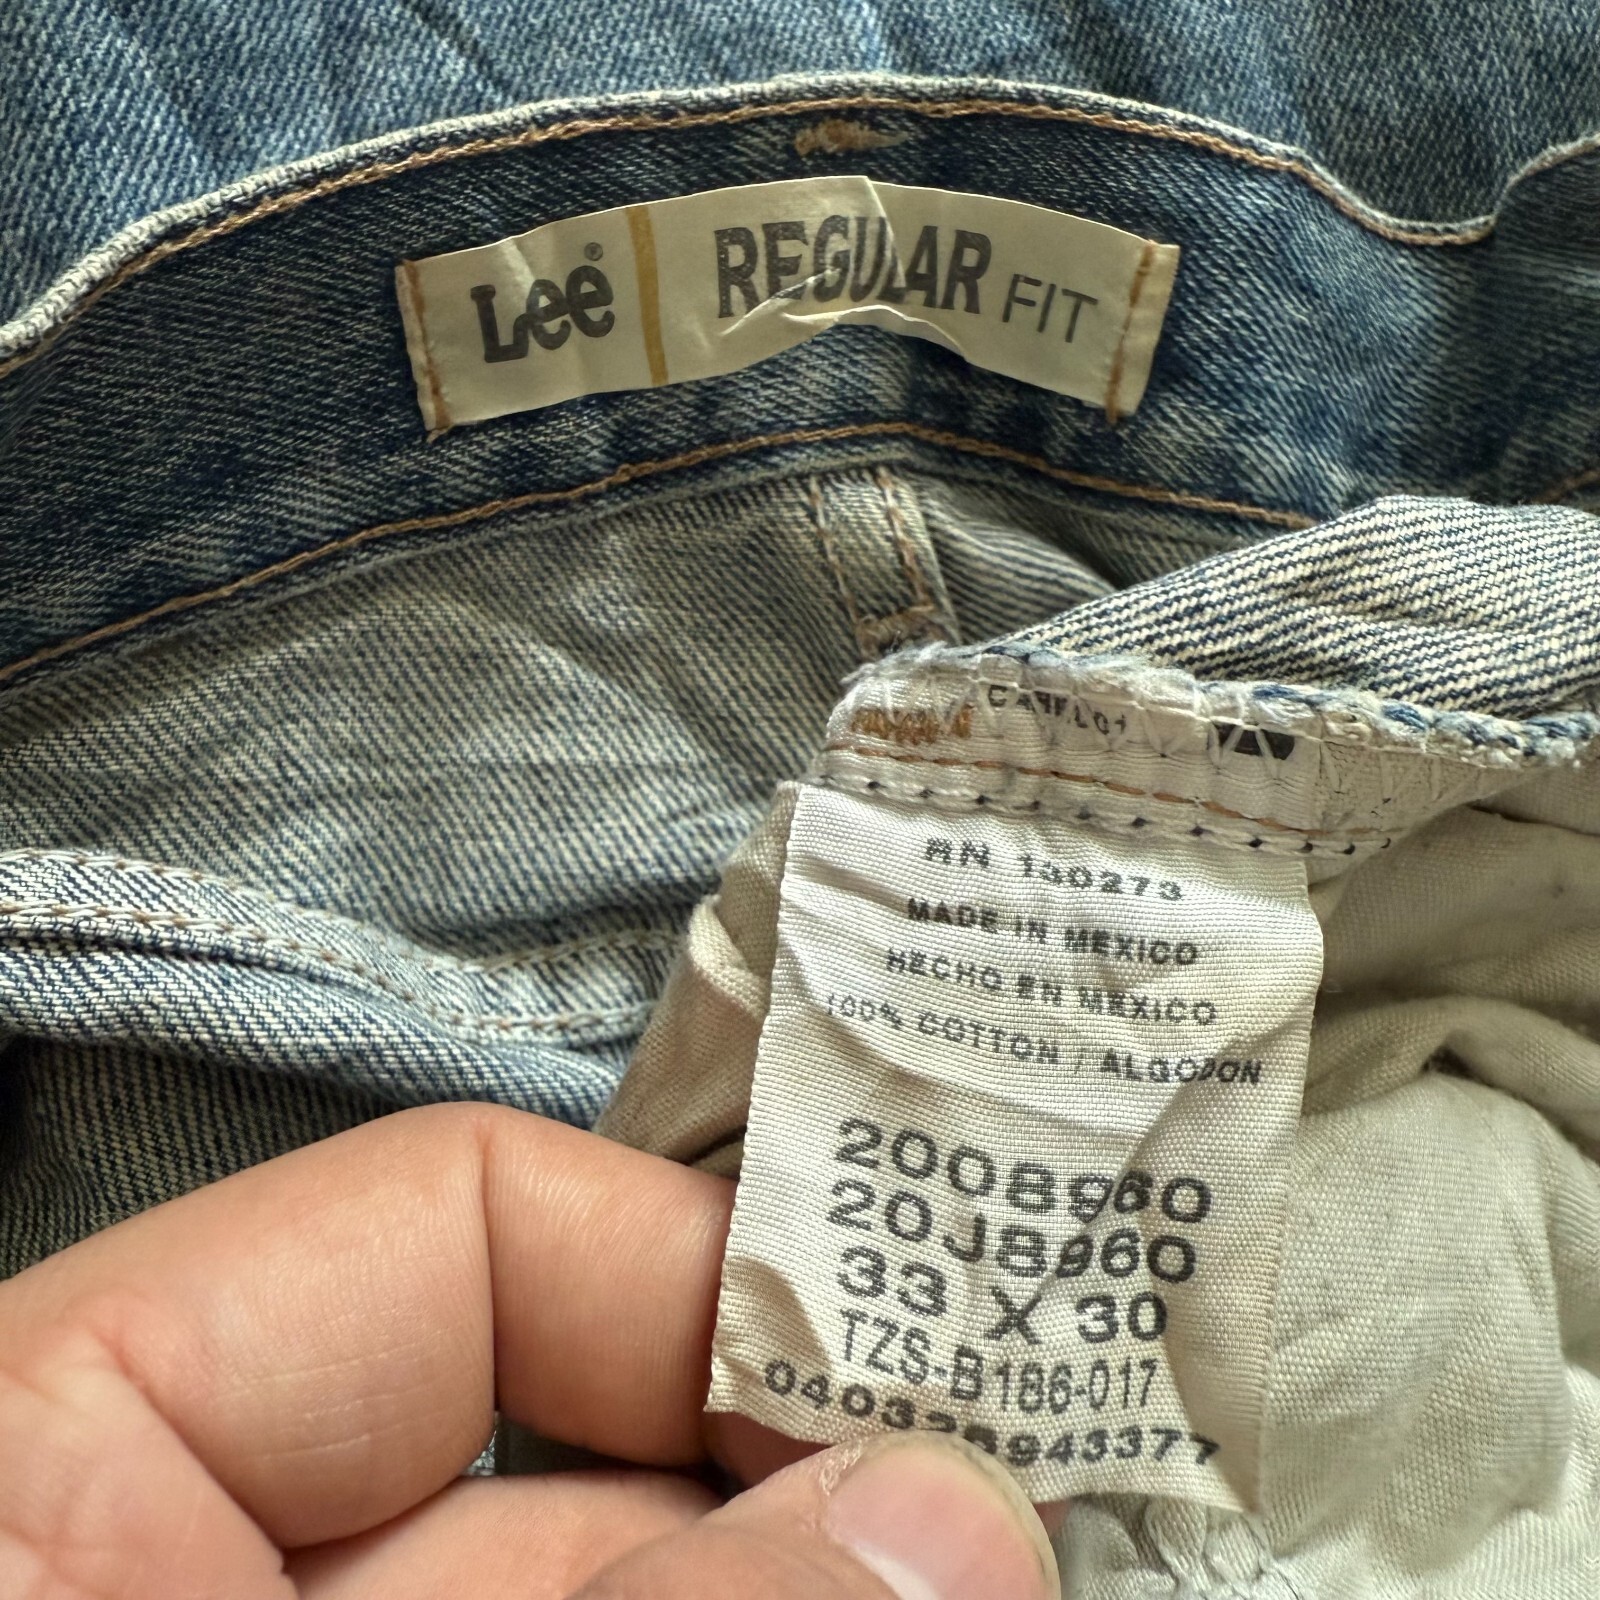 Lee® REGULAR FIT
RN 130273
MADE IN MEXICO
HECHO EN MEXICO
100% COTTON / ALGODON
2008960
20J8960
33 X 30
TZS-B186-017